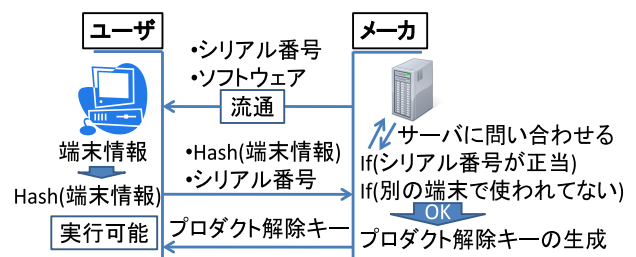 ユーザ
メーカ
•シリアル番号
•ソフトウェア
流通
端末情報
サーバに問い合わせる
•Hash(端末情報)
If(シリアル番号が正当)
Hash(端末情報)
•シリアル番号
If(別の端末で使われてない)
OK
実行可能
プロダクト解除キー
プロダクト解除キーの生成